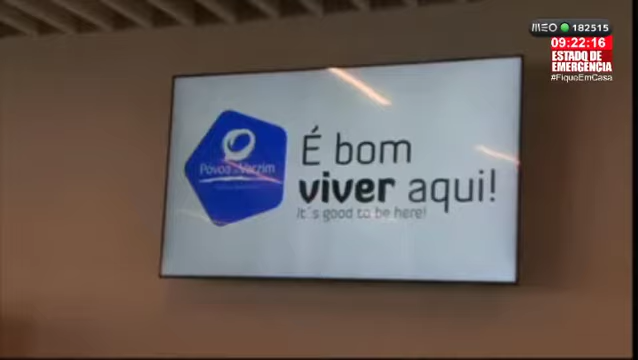 MEO 182515
09:22:16
ESTADO DE
EMERGÊNCIA
#FiqueEmCasa
Póvoa de Varzim
É bom
viver aqui!
It's good to be here!